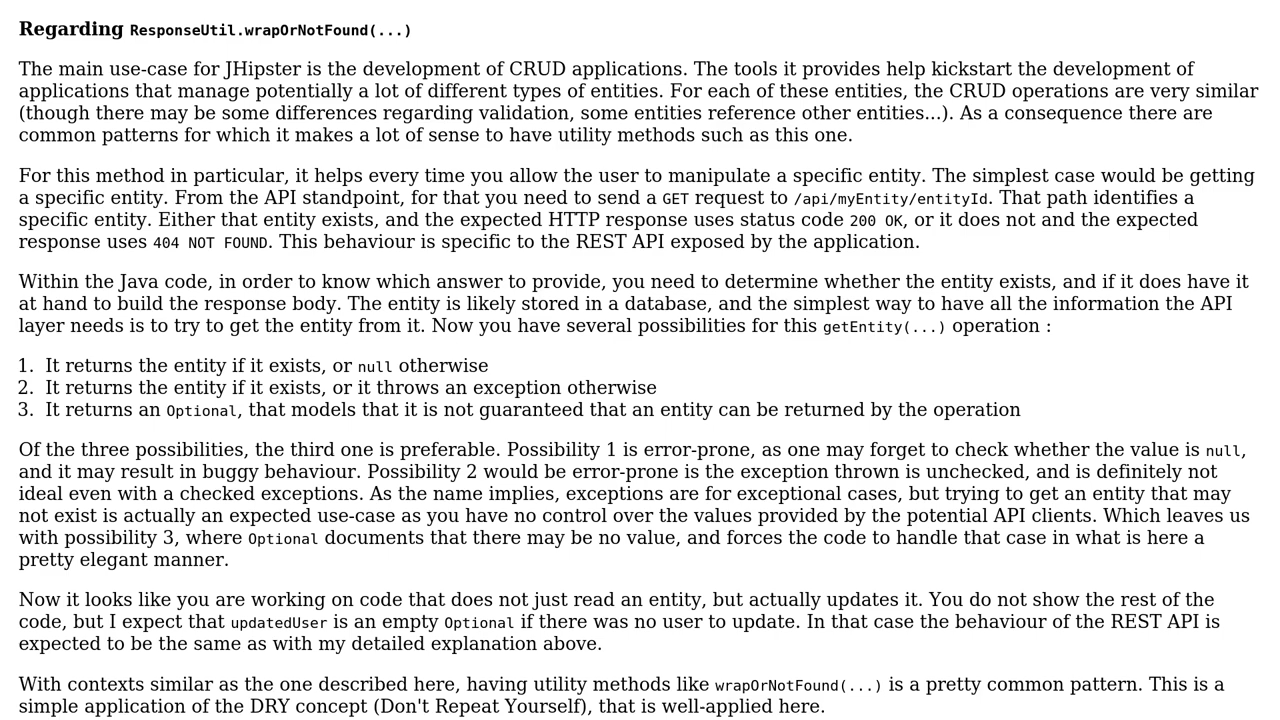 Regarding ResponseUtil.wrapOrNotFound(...)
The main use-case for JHipster is the development of CRUD applications. The tools it provides help kickstart the development of
applications that manage potentially a lot of different types of entities. For each of these entities, the CRUD operations are very similar
(though there may be some differences regarding validation, some entities reference other entities...). As a consequence there are
common patterns for which it makes a lot of sense to have utility methods such as this one.
For this method in particular, it helps every time you allow the user to manipulate a specific entity. The simplest case would be getting
a specific entity. From the API standpoint, for that you need to send a GET request to /api/myEntity/entityId. That path identifies a
specific entity. Either that entity exists, and the expected HTTP response uses status code 200 OK, or it does not and the expected
response uses 404 NOT FOUND. This behaviour is specific to the REST API exposed by the application.
Within the Java code, in order to know which answer to provide, you need to determine whether the entity exists, and if it does have it
at hand to build the response body. The entity is likely stored in a database, and the simplest way to have all the information the API
layer needs is to try to get the entity from it. Now you have several possibilities for this getEntity(...) operation :
1. It returns the entity if it exists, or null otherwise
2. It returns the entity if it exists, or it throws an exception otherwise
3. It returns an Optional, that models that it is not guaranteed that an entity can be returned by the operation
Of the three possibilities, the third one is preferable. Possibility 1 is error-prone, as one may forget to check whether the value is null,
and it may result in buggy behaviour. Possibility 2 would be error-prone is the exception thrown is unchecked, and is definitely not
ideal even with a checked exceptions. As the name implies, exceptions are for exceptional cases, but trying to get an entity that may
not exist is actually an expected use-case as you have no control over the values provided by the potential API clients. Which leaves us
with possibility 3, where Optional documents that there may be no value, and forces the code to handle that case in what is here a
pretty elegant manner.
Now it looks like you are working on code that does not just read an entity, but actually updates it. You do not show the rest of the
code, but I expect that updatedUser is an empty Optional if there was no user to update. In that case the behaviour of the REST API is
expected to be the same as with my detailed explanation above.
With contexts similar as the one described here, having utility methods like wrapOrNotFound(...) is a pretty common pattern. This is a
simple application of the DRY concept (Don't Repeat Yourself), that is well-applied here.